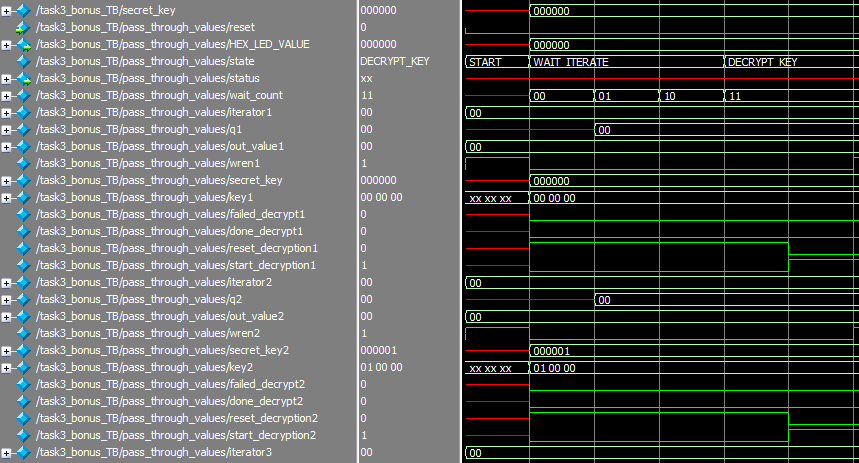 /task3_bonus_TB/secret_key 000000 000000
/task3_bonus_TB/pass_through_values/reset 0
/task3_bonus_TB/pass_through_values/HEX_LED_VALUE 000000 000000
/task3_bonus_TB/pass_through_values/state DECRYPT_KEY START WAIT_ITERATE DECRYPT_KEY
/task3_bonus_TB/pass_through_values/status xx
/task3_bonus_TB/pass_through_values/wait_count 11 00 01 10 11
/task3_bonus_TB/pass_through_values/iterator1 00 00
/task3_bonus_TB/pass_through_values/q1 00 00
/task3_bonus_TB/pass_through_values/out_value1 00 00
/task3_bonus_TB/pass_through_values/wren1 1
/task3_bonus_TB/pass_through_values/secret_key 000000 000000
/task3_bonus_TB/pass_through_values/key1 00 00 00 xx xx xx 00 00 00
/task3_bonus_TB/pass_through_values/failed_decrypt1 0
/task3_bonus_TB/pass_through_values/done_decrypt1 0
/task3_bonus_TB/pass_through_values/reset_decryption1 0
/task3_bonus_TB/pass_through_values/start_decryption1 1
/task3_bonus_TB/pass_through_values/iterator2 00 00
/task3_bonus_TB/pass_through_values/q2 00 00
/task3_bonus_TB/pass_through_values/out_value2 00 00
/task3_bonus_TB/pass_through_values/wren2 1
/task3_bonus_TB/pass_through_values/secret_key2 000001 000001
/task3_bonus_TB/pass_through_values/key2 01 00 00 xx xx xx 01 00 00
/task3_bonus_TB/pass_through_values/failed_decrypt2 0
/task3_bonus_TB/pass_through_values/done_decrypt2 0
/task3_bonus_TB/pass_through_values/reset_decryption2 0
/task3_bonus_TB/pass_through_values/start_decryption2 1
/task3_bonus_TB/pass_through_values/iterator3 00 00